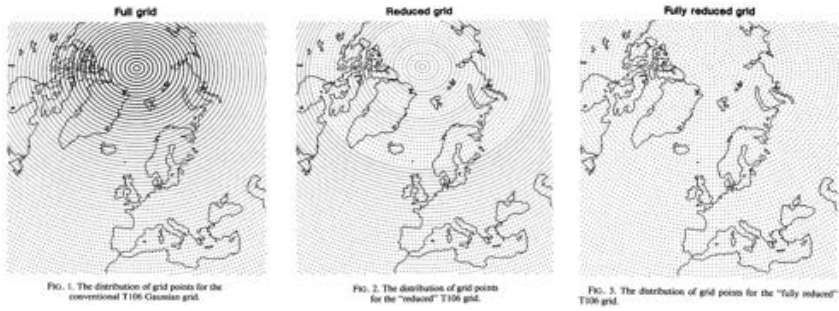 Full grid
Reduced grid
Fully reduced grid
FIG. 1. The distribution of grid points for the
conventional T106 Gaussian grid.
FIG. 2. The distribution of grid points
for the "reduced" T106 grid.
FIG. 3. The distribution of grid points for the "fully reduced"
T106 grid.